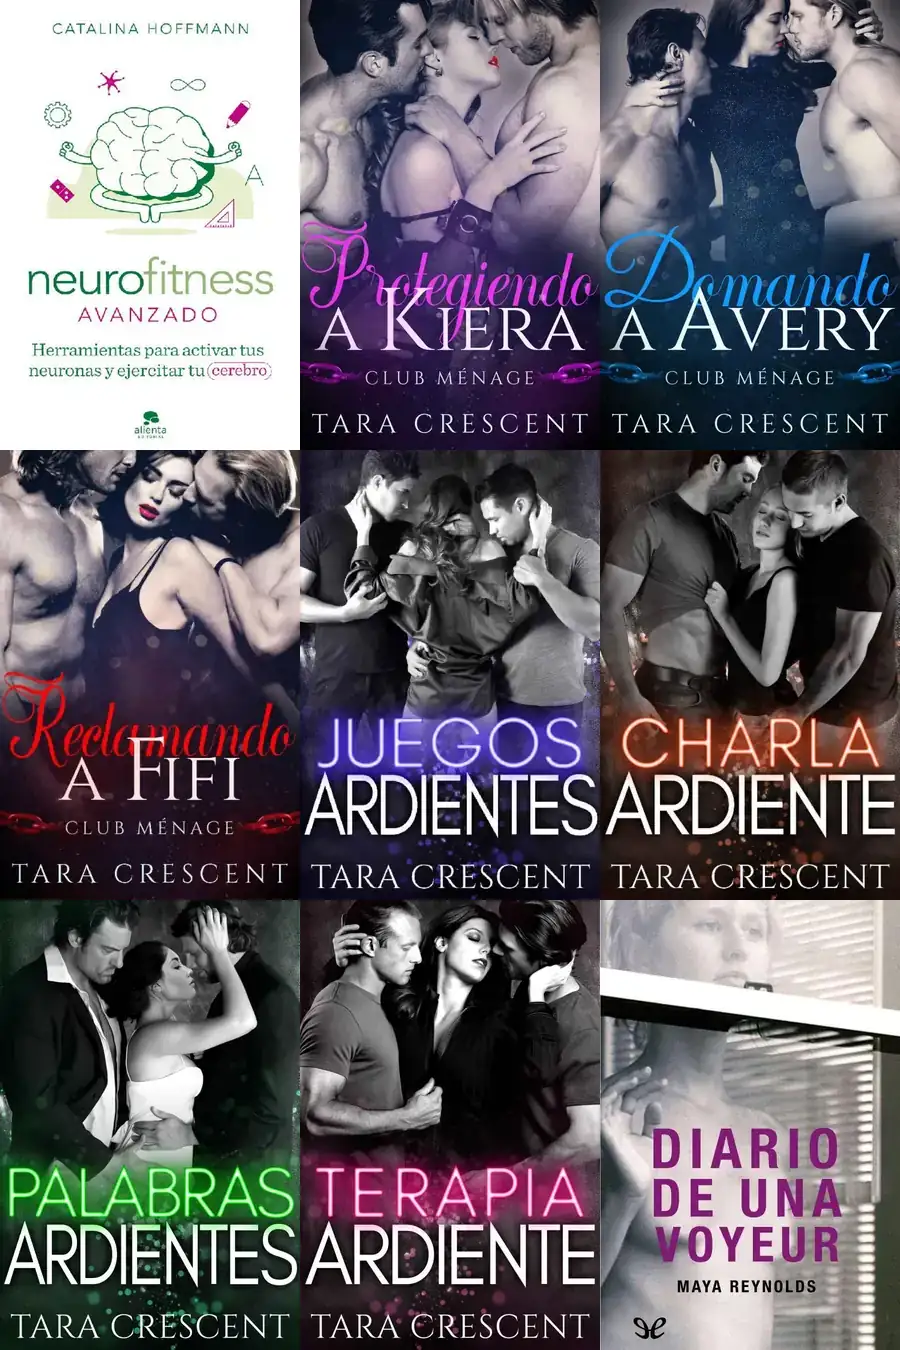 CATALINA HOFFMANN
A
neurofitness
AVANZADO
Herramientas para activar tus
neuronas y ejercitar tu cerebro
alienta
EDITORIAL
Protegiendo
A KIERA
CLUB MÉNAGE
TARA CRESCENT
Domando
A AVERY
CLUB MÉNAGE
TARA CRESCENT
Reclamando
A FIFI
CLUB MÉNAGE
TARA CRESCENT
JUEGOS
ARDIENTES
TARA CRESCENT
CHARLA
ARDIENTE
TARA CRESCENT
PALABRAS
ARDIENTES
TARA CRESCENT
TERAPIA
ARDIENTE
TARA CRESCENT
DIARIO
DE UNA
VOYEUR
MAYA REYNOLDS